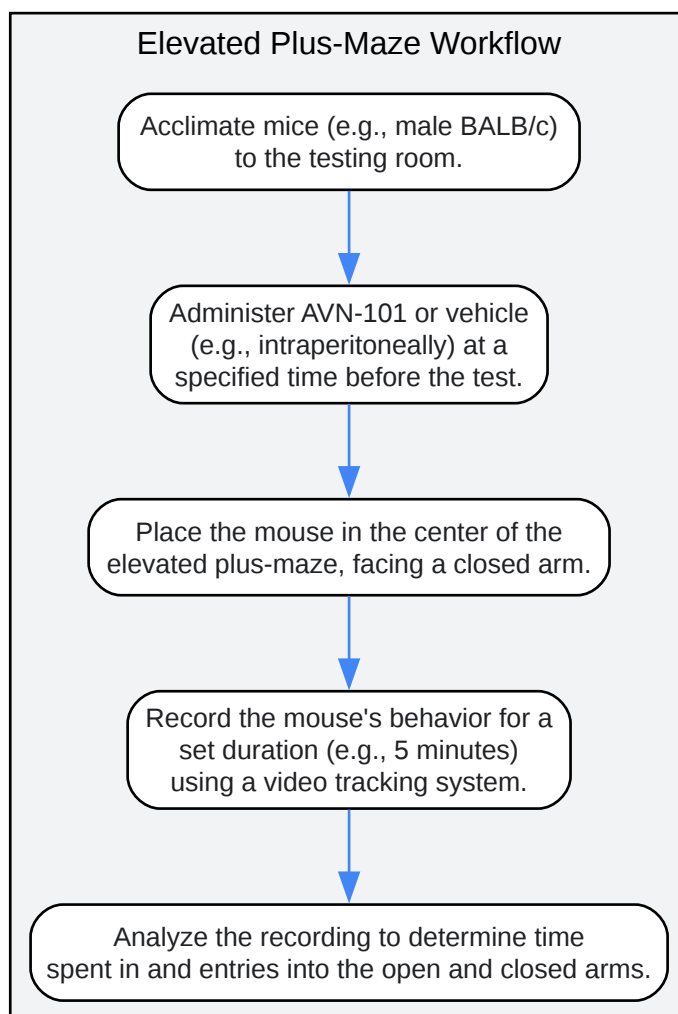 Elevated Plus-Maze Workflow
Acclimate mice (e.g., male BALB/c)
to the testing room.
Administer AVN-101 or vehicle
(e.g., intraperitoneally) at a
specified time before the test.
Place the mouse in the center of the
elevated plus-maze, facing a closed arm.
Record the mouse's behavior for a
set duration (e.g., 5 minutes)
using a video tracking system.
Analyze the recording to determine time
spent in and entries into the open and closed arms.